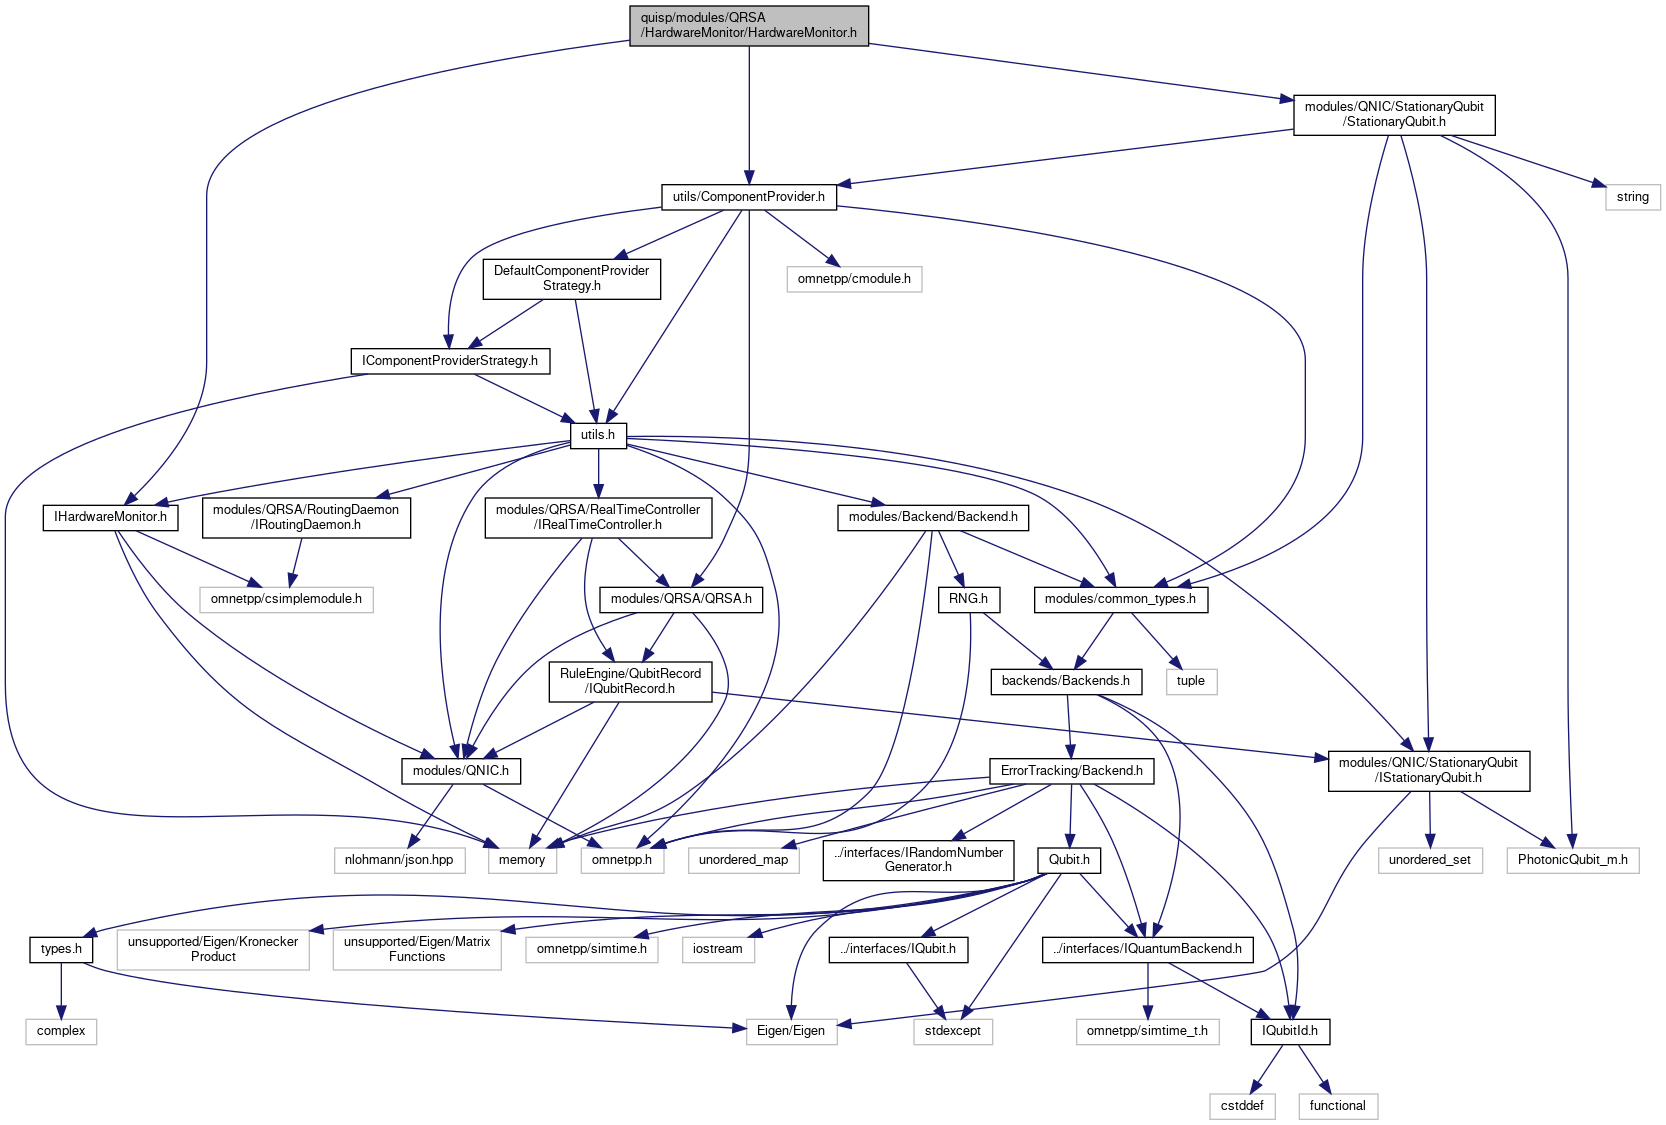 quisp/modules/QRSA
/HardwareMonitor/HardwareMonitor.h
modules/QNIC/StationaryQubit
/StationaryQubit.h
utils/ComponentProvider.h
string
DefaultComponentProvider
Strategy.h
omnetpp/cmodule.h
IComponentProviderStrategy.h
utils.h
IHardwareMonitor.h
modules/QRSA/RoutingDaemon
/IRoutingDaemon.h
modules/QRSA/RealTimeController
/IRealTimeController.h
modules/Backend/Backend.h
omnetpp/csimplemodule.h
modules/QRSA/QRSA.h
RNG.h
modules/common_types.h
RuleEngine/QubitRecord
/IQubitRecord.h
backends/Backends.h
tuple
modules/QNIC.h
ErrorTracking/Backend.h
modules/QNIC/StationaryQubit
/IStationaryQubit.h
nlohmann/json.hpp
memory
omnetpp.h
unordered_map
../interfaces/IRandomNumber
Generator.h
Qubit.h
unordered_set
PhotonicQubit_m.h
types.h
unsupported/Eigen/Kronecker
Product
unsupported/Eigen/Matrix
Functions
omnetpp/simtime.h
iostream
../interfaces/IQubit.h
../interfaces/IQuantumBackend.h
complex
Eigen/Eigen
stdexcept
omnetpp/simtime_t.h
IQubitId.h
cstddef
functional